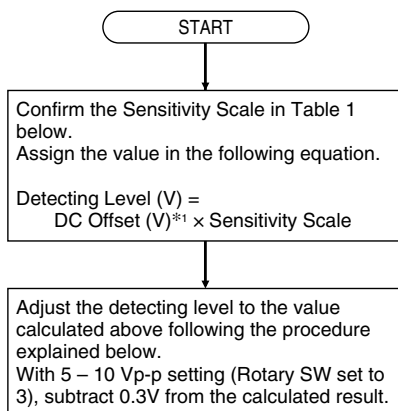 START
Confirm the Sensitivity Scale in Table 1
below.
Assign the value in the following equation.
Detecting Level (V) =
DC Offset (V)*1 × Sensitivity Scale
Adjust the detecting level to the value
calculated above following the procedure
explained below.
With 5 – 10 Vp-p setting (Rotary SW set to
3), subtract 0.3V from the calculated result.